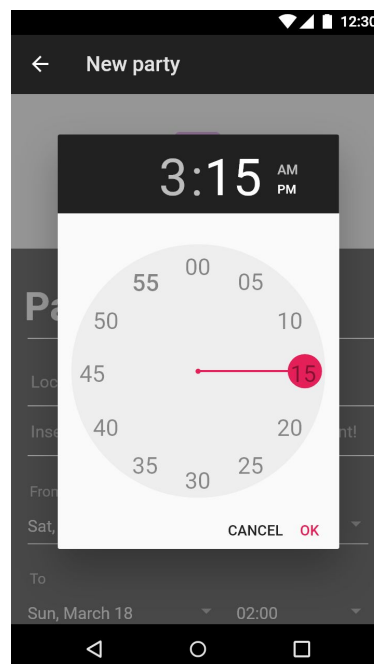 12:30
New party
3:15 AM
PM
00
55 05
50 10
Pa
45 15
Loc
40 20
Inse nt!
35 25
30
From
Sat,
CANCEL OK
To
Sun, March 18 02:00